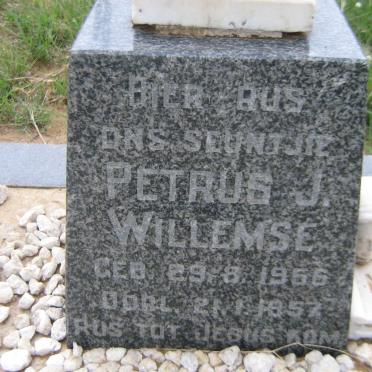 HIER RUS
ONS SEUNTJIE
PETRUS J.
WILLEMSE
GEB. 29-8-1956
OORL. 21-1-1957
RUS TOT JESUS KOM